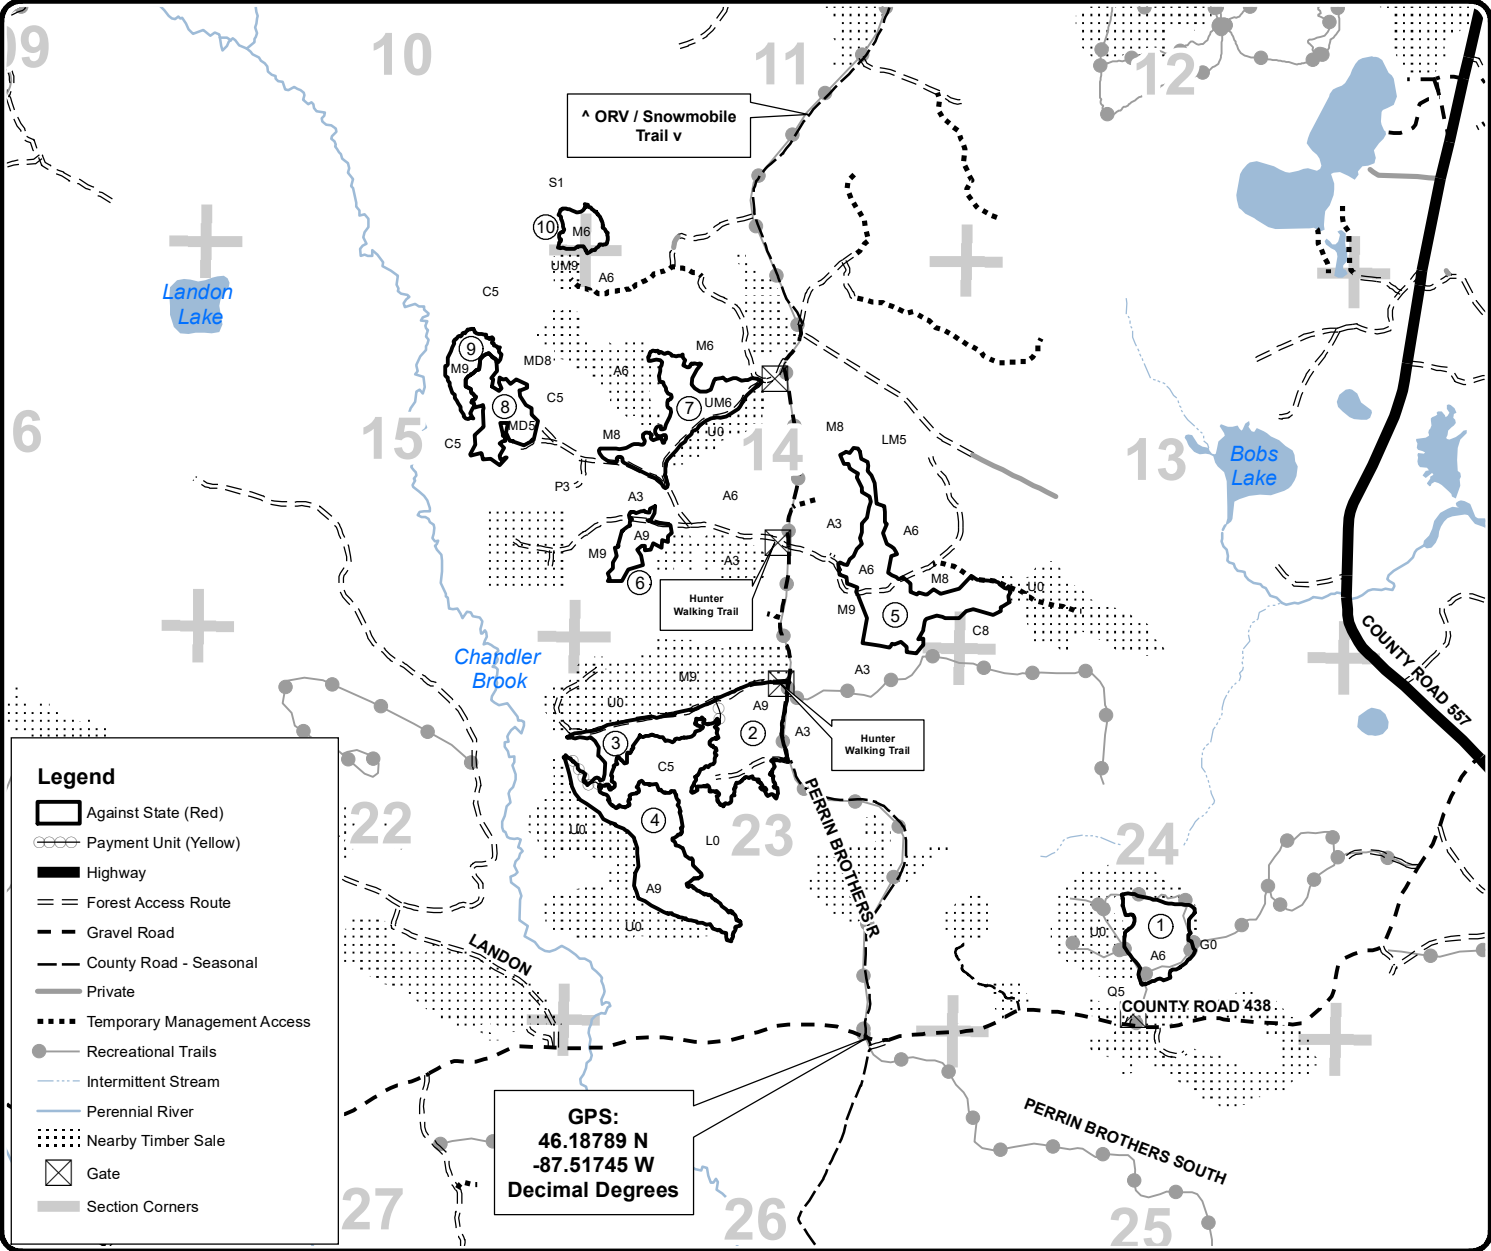 09
10
11
12
^ ORV / Snowmobile
Trail v
S1
10
M6
UM9
A6
C5
Landon
Lake
9
M9
MD8
M6
A6
C5
8
MD5
C5
7
UM6
U0
M8
6
15
14
13
M8
LM5
Bobs
Lake
P3
A3
A6
A9
M9
6
A3
A3
A6
A6
M8
U0
M9
5
C8
Hunter
Walking Trail
COUNTY ROAD 557
Chandler
Brook
M9
U0
A3
A9
2
A3
3
C5
Hunter
Walking Trail
PERRIN BROTHERS R
22
U0
4
L0
23
24
A9
U0
1
U0
G0
A6
Q5
COUNTY ROAD 438
LANDON
Legend
Against State (Red)
Payment Unit (Yellow)
Highway
Forest Access Route
Gravel Road
County Road - Seasonal
Private
Temporary Management Access
Recreational Trails
Intermittent Stream
Perennial River
Nearby Timber Sale
Gate
Section Corners
GPS:
46.18789 N
-87.51745 W
Decimal Degrees
PERRIN BROTHERS SOUTH
27
26
25